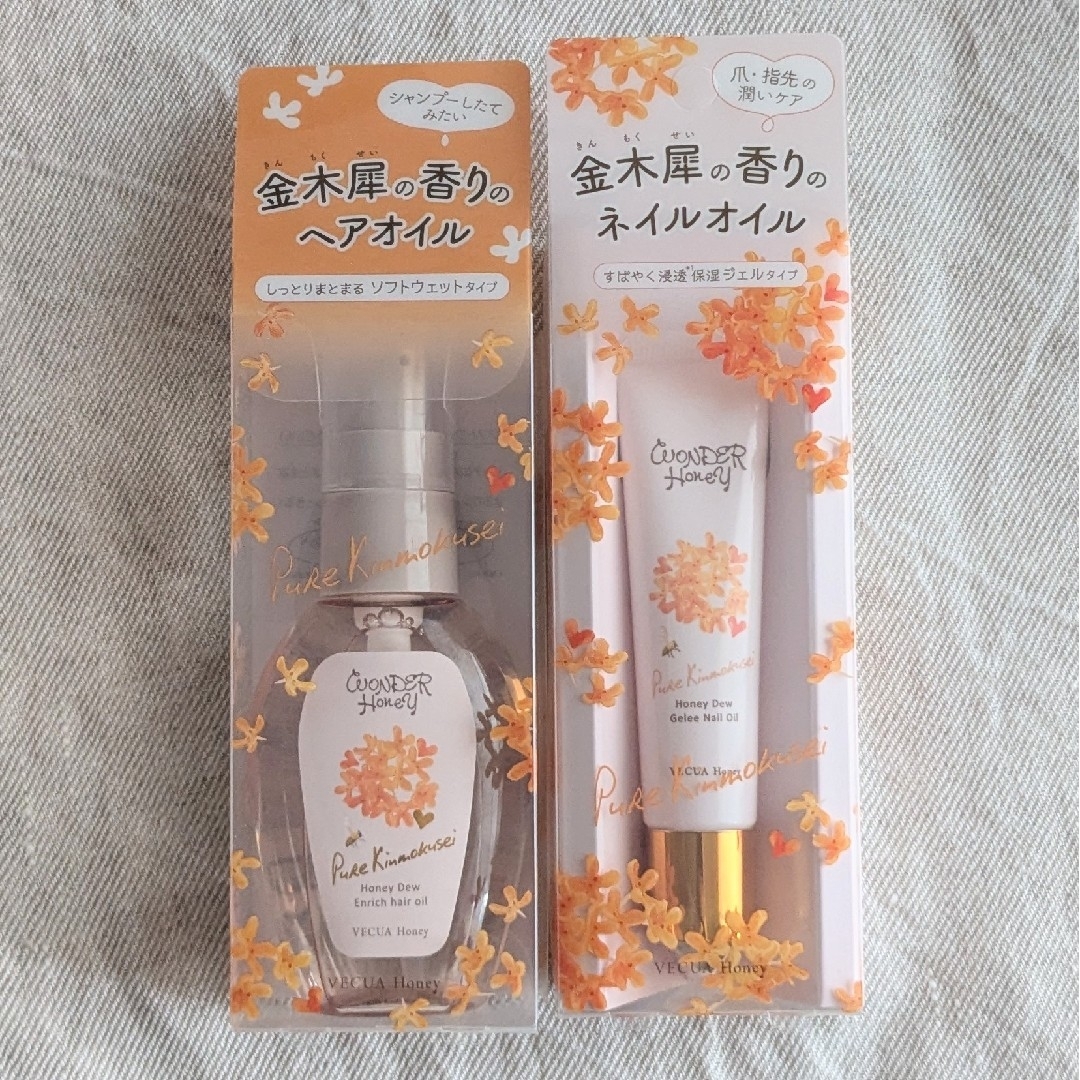 シャンプーしたて
みたい
きん もく せい
金木犀の香りの
ヘアオイル
しっとりまとまる ソフトウェットタイプ
Pure Kinmokusei
WONDER
Honey
Pure Kinmokusei
Honey Dew
Enrich hair oil
VECUA Honey
VECUA Honey
爪・指先の
潤いケア
きん もく せい
金木犀の香りの
ネイルオイル
すばやく浸透 保湿ジェルタイプ
WONDER
Honey
Pure Kinmokusei
Honey Dew
Gelee Nail Oil
VECUA Honey
Pure Kinmokusei
VECUA Honey